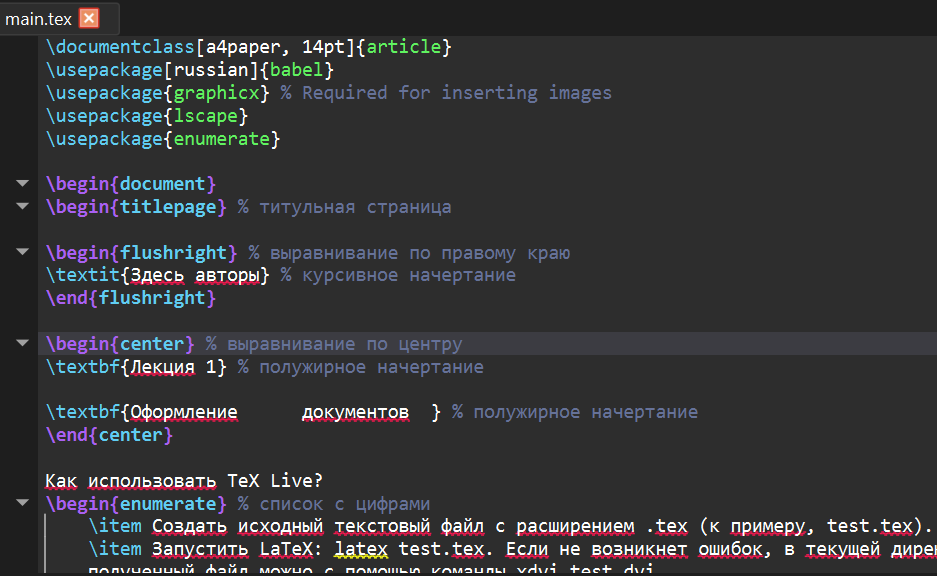 main.tex
\documentclass[a4paper, 14pt]{article}
\usepackage[russian]{babel}
\usepackage{graphicx} % Required for inserting images
\usepackage{lscape}
\usepackage{enumerate}
\begin{document}
\begin{titlepage} % титульная страница
\begin{flushright} % выравнивание по правому краю
\textit{Здесь авторы} % курсивное начертание
\end{flushright}
\begin{center} % выравнивание по центру
\textbf{Лекция 1} % полужирное начертание
\textbf{Оформление      документов  } % полужирное начертание
\end{center}
Как использовать TeX Live?
\begin{enumerate} % список с цифрами
\item Создать исходный текстовый файл с расширением .tex (к примеру, test.tex).
\item Запустить LaTeX: latex test.tex. Если не возникнет ошибок, в текущей дире
полученный файл можно с помощью команды xdvi test.dvi